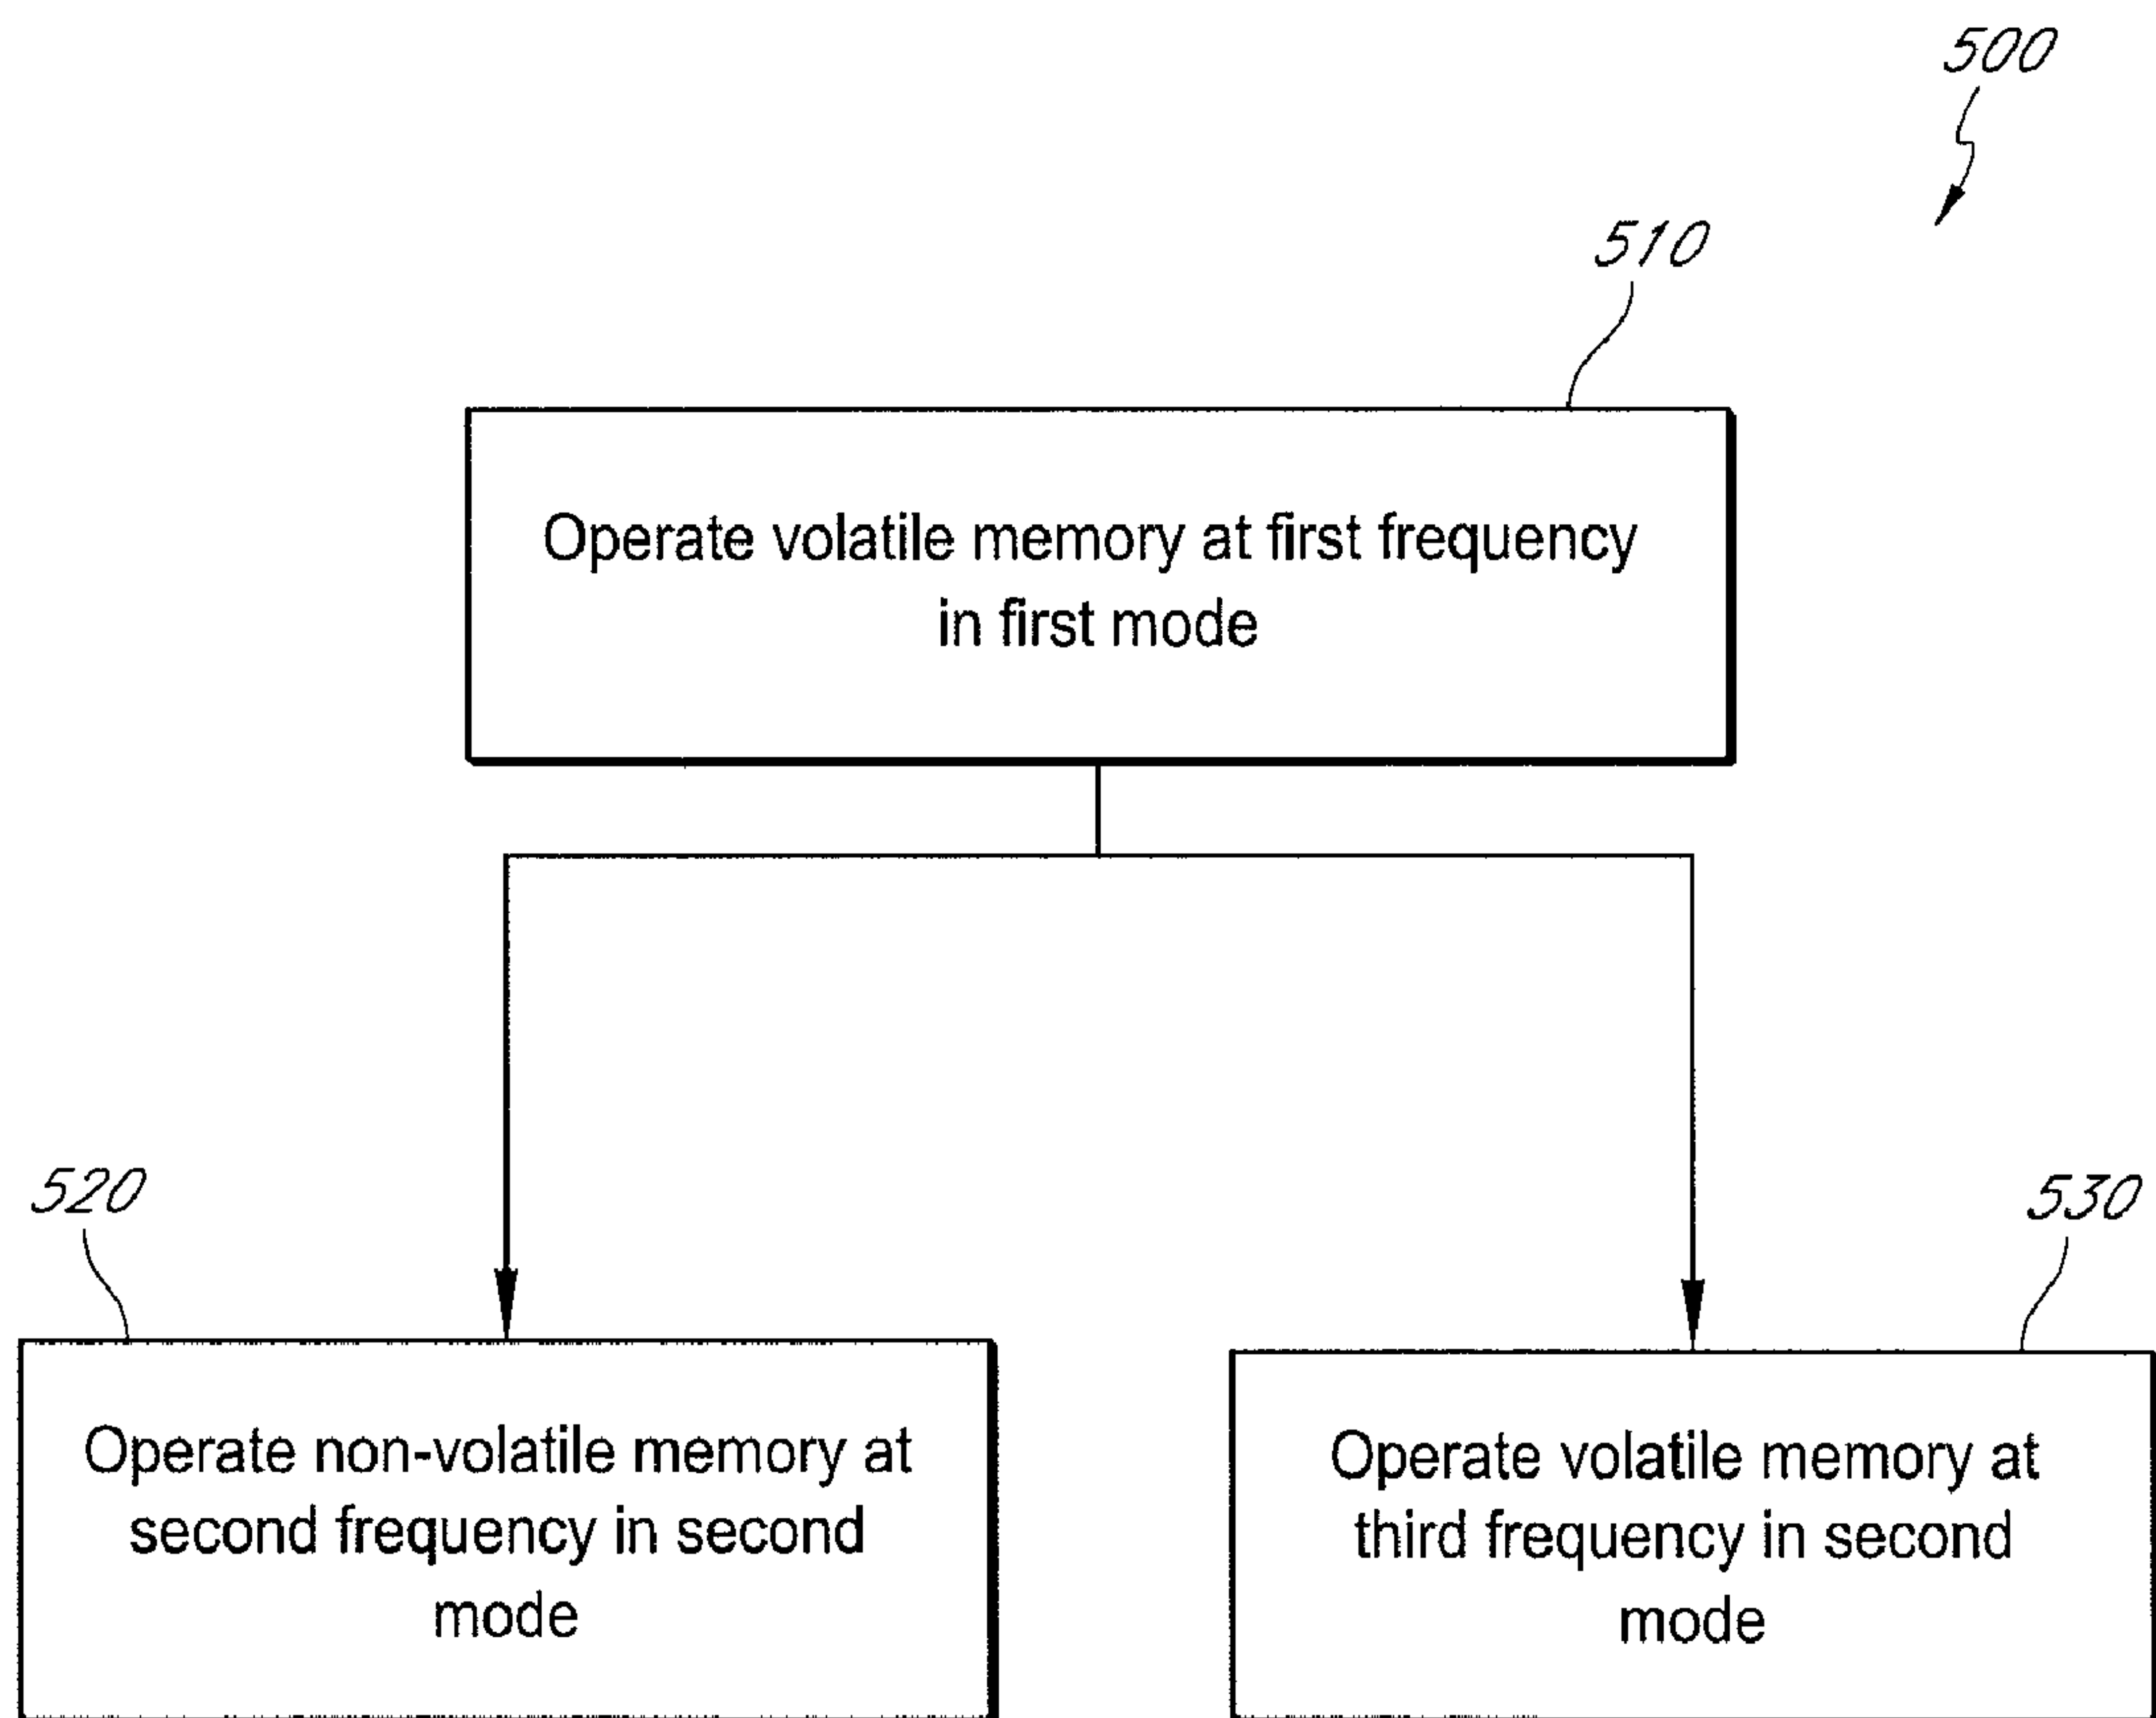 500
510
Operate volatile memory at first frequency
in first mode
520
530
Operate non-volatile memory at
second frequency in second
mode
Operate volatile memory at
third frequency in second
mode